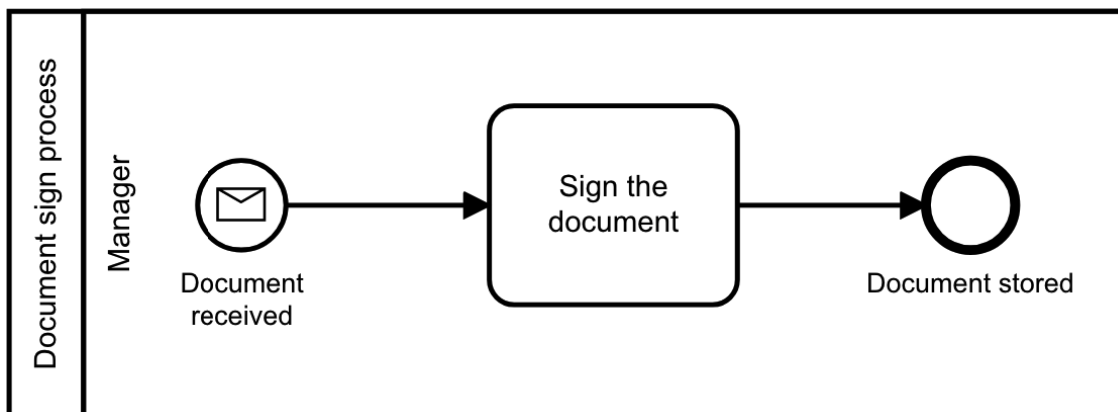 Document sign process
Manager
Document
received
Sign the
document
Document stored